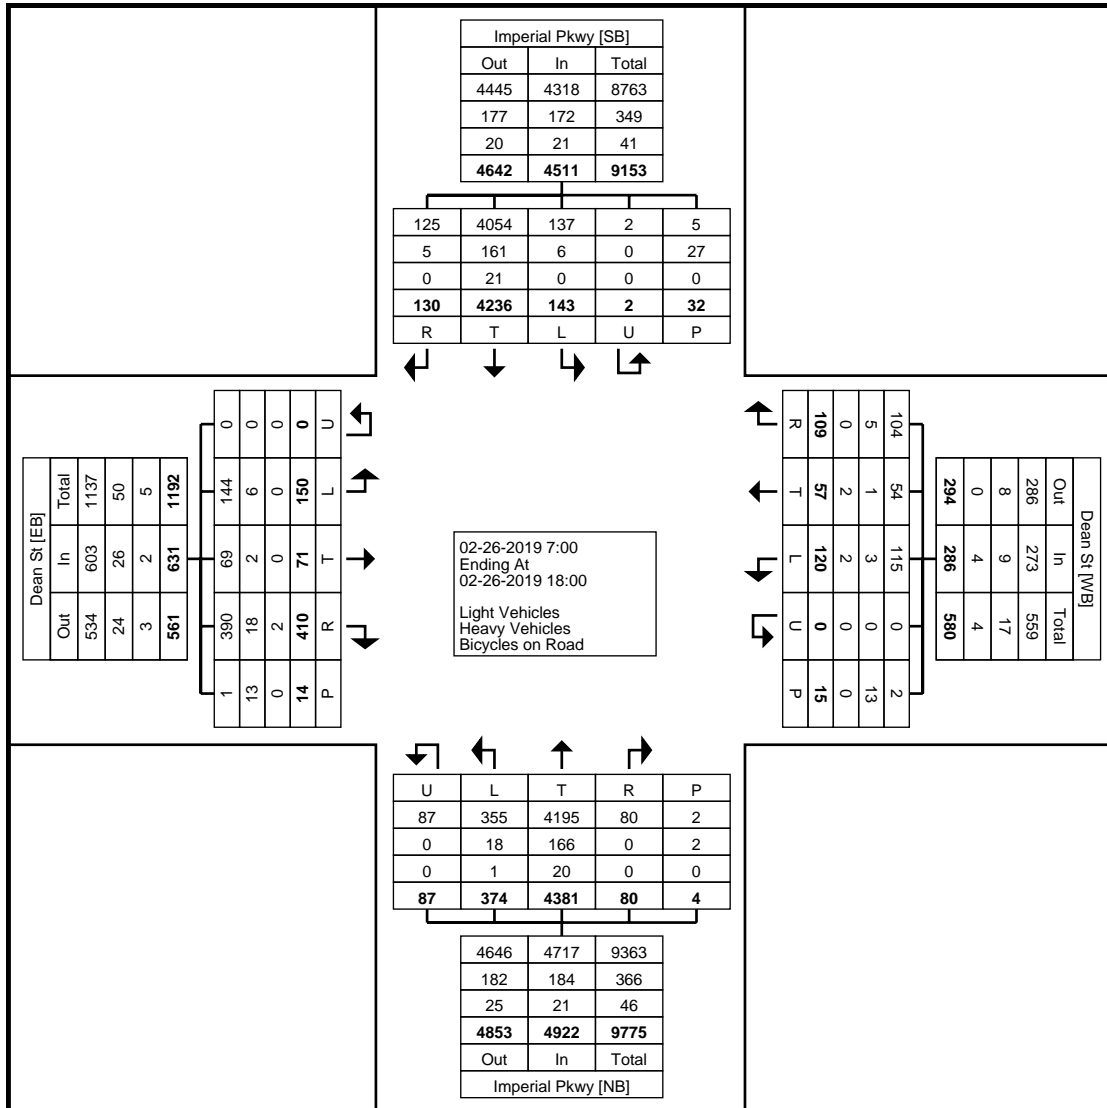 Imperial Pkwy [SB]
Out In Total
4445 4318 8763
177 172 349
20 21 41
4642 4511 9153
125 4054 137 2 5
5 161 6 0 27
0 21 0 0 0
130 4236 143 2 32
R T L U P
Dean St [EB]
Total 1137 50 5 1192
In 603 26 2 631
Out 534 24 3 561
0 0 0 0 U
144 6 0 150 L
69 2 0 71 T
390 18 2 410 R
1 13 0 14 P
02-26-2019 7:00
Ending At
02-26-2019 18:00
Light Vehicles
Heavy Vehicles
Bicycles on Road
R 109 0 5 104
T 57 2 1 54
L 120 2 3 115
U 0 0 0 0
P 15 0 13 2
Dean St [WB]
294 0 8 286 Out
286 4 9 273 In
580 4 17 559 Total
U L T R P
87 355 4195 80 2
0 18 166 0 2
0 1 20 0 0
87 374 4381 80 4
4646 4717 9363
182 184 366
25 21 46
4853 4922 9775
Out In Total
Imperial Pkwy [NB]